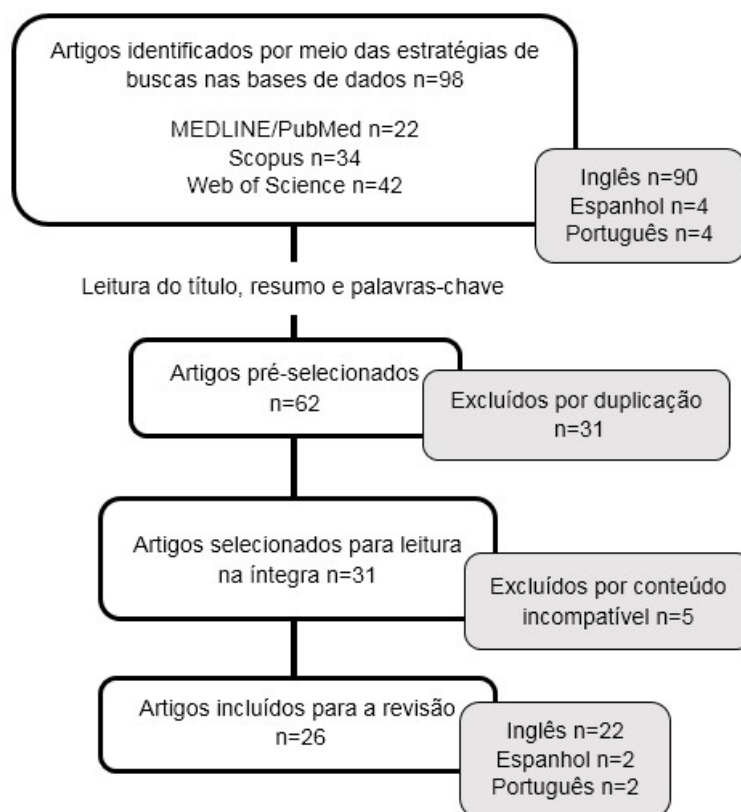 Artigos identificados por meio das estratégias de
buscas nas bases de dados n=98
MEDLINE/PubMed n=22
Scopus n=34
Web of Science n=42
Inglês n=90
Espanhol n=4
Português n=4
Leitura do título, resumo e palavras-chave
Artigos pré-selecionados
n=62
Excluídos por duplicação
n=31
Artigos selecionados para leitura
na íntegra n=31
Excluídos por conteúdo
incompatível n=5
Artigos incluídos para a revisão
n=26
Inglês n=22
Espanhol n=2
Português n=2